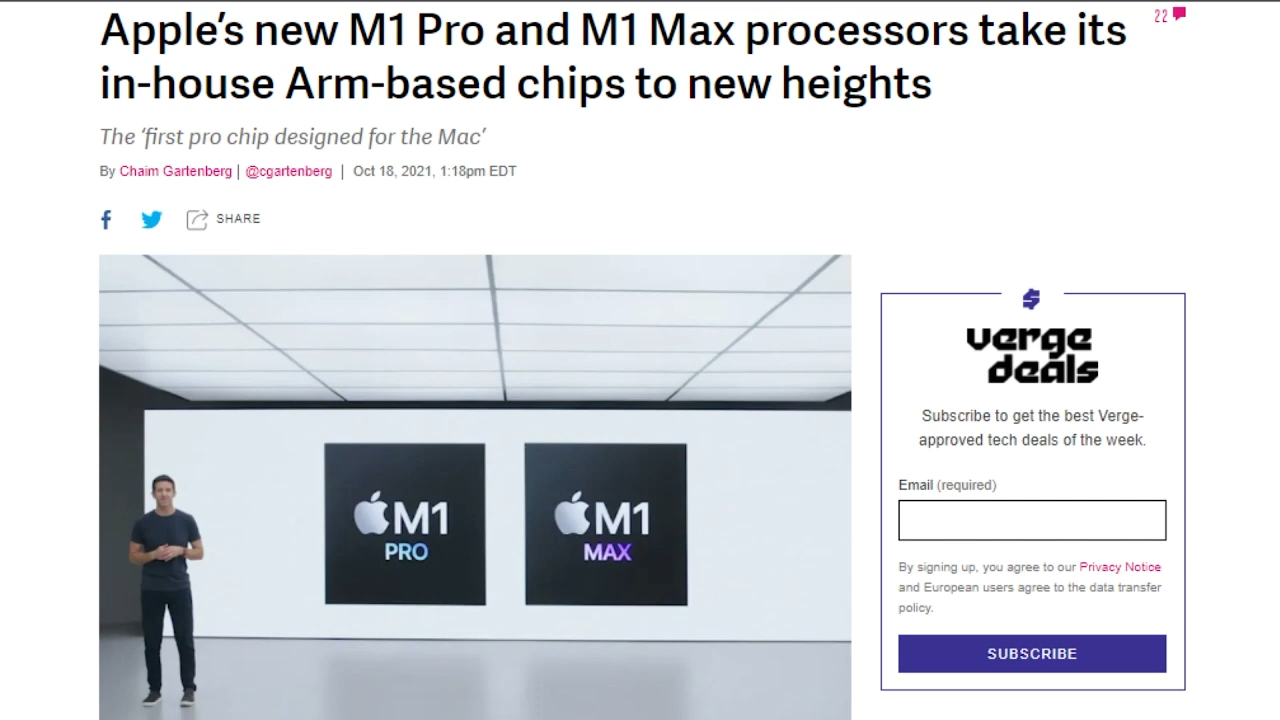 Apple’s new M1 Pro and M1 Max processors take its
in-house Arm-based chips to new heights
22
The ‘first pro chip designed for the Mac’
By Chaim Gartenberg | @cgartenberg | Oct 18, 2021, 1:18pm EDT
SHARE
M1
PRO
M1
MAX
verge
deals
Subscribe to get the best Verge-
approved tech deals of the week.
Email (required)
By signing up, you agree to our Privacy Notice
and European users agree to the data transfer
policy.
SUBSCRIBE